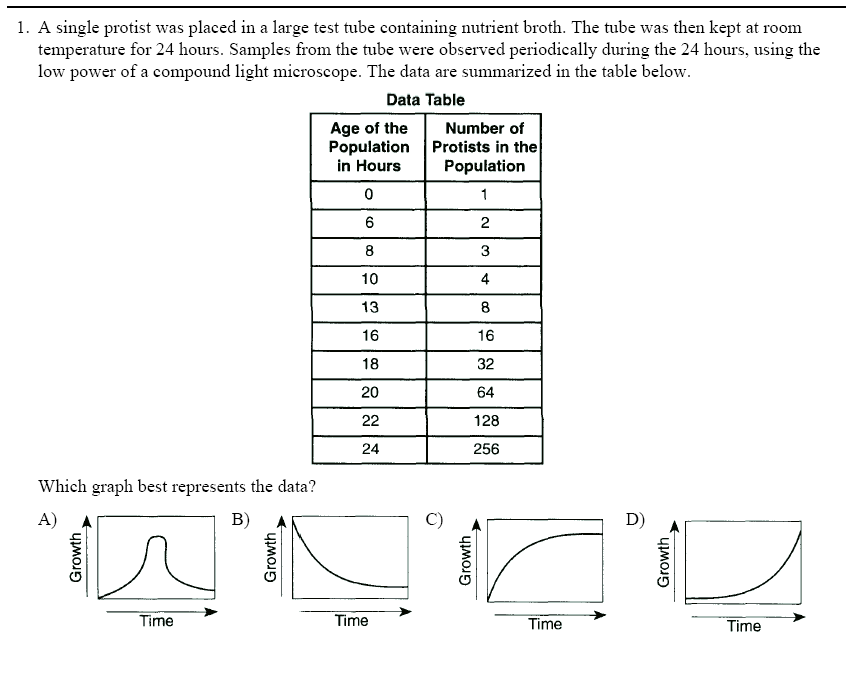 1. A single protist was placed in a large test tube containing nutrient broth. The tube was then kept at room
temperature for 24 hours. Samples from the tube were observed periodically during the 24 hours, using the
low power of a compound light microscope. The data are summarized in the table below.
Data Table
Age of the Population in Hours Number of Protists in the Population
0 1
6 2
8 3
10 4
13 8
16 16
18 32
20 64
22 128
24 256
Which graph best represents the data?
A) B) C) D)
Growth Growth Growth Growth
Time Time Time Time